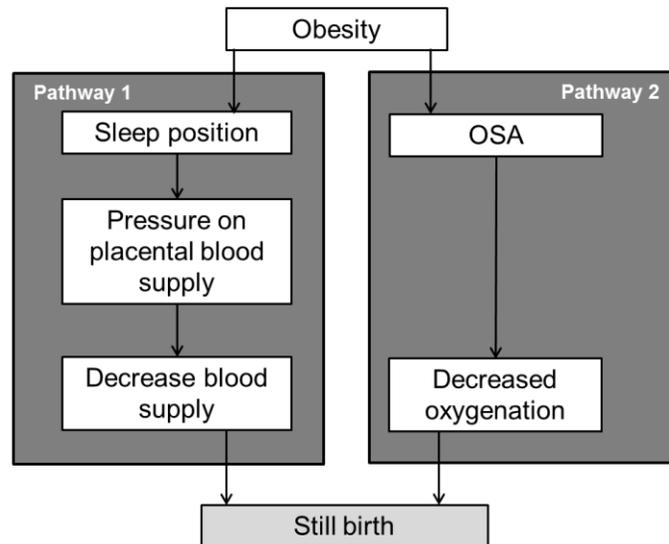 Obesity
Pathway 1
Sleep position
Pressure on
placental blood
supply
Decrease blood
supply
Pathway 2
OSA
Decreased
oxygenation
Still birth